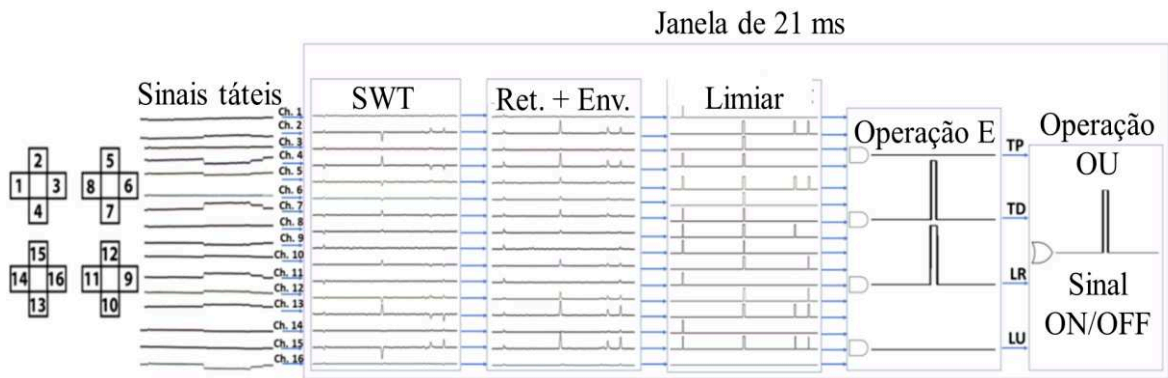 Janela de 21 ms
Sinais táteis
SWT
Ret. + Env.
Limiar
Operação E
Operação
OU
Sinal
ON/OFF
TP
TD
LR
LU
Ch. 1
Ch. 2
Ch. 3
Ch. 4
Ch. 5
Ch. 6
Ch. 7
Ch. 8
Ch. 9
Ch. 10
Ch. 11
Ch. 12
Ch. 13
Ch. 14
Ch. 15
Ch. 16
2
1 3
4
5
8 6
7
15
14 16
13
12
11 9
10